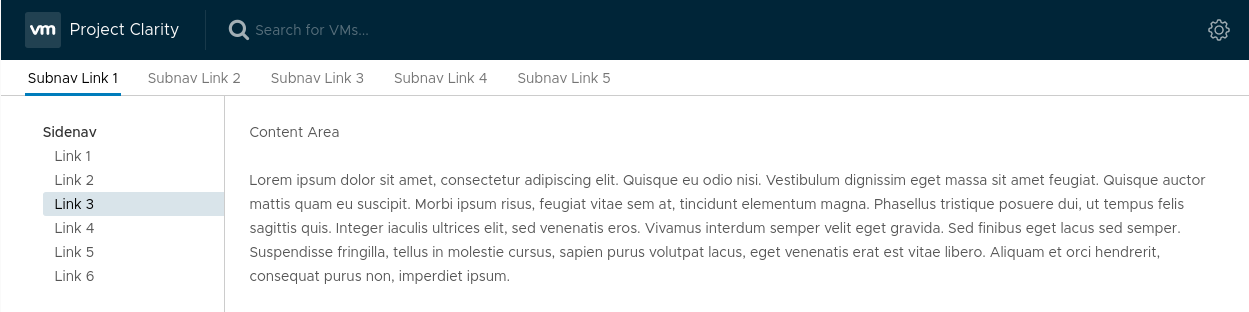 vm Project Clarity Search for VMs...
Subnav Link 1 Subnav Link 2 Subnav Link 3 Subnav Link 4 Subnav Link 5
Sidenav
Link 1
Link 2
Link 3
Link 4
Link 5
Link 6
Content Area
Lorem ipsum dolor sit amet, consectetur adipiscing elit. Quisque eu odio nisi. Vestibulum dignissim eget massa sit amet feugiat. Quisque auctor
mattis quam eu suscipit. Morbi ipsum risus, feugiat vitae sem at, tincidunt elementum magna. Phasellus tristique posuere dui, ut tempus felis
sagittis quis. Integer iaculis ultrices elit, sed venenatis eros. Vivamus interdum semper velit eget gravida. Sed finibus eget lacus sed semper.
Suspendisse fringilla, tellus in molestie cursus, sapien purus volutpat lacus, eget venenatis erat est vitae libero. Aliquam et orci hendrerit,
consequat purus non, imperdiet ipsum.